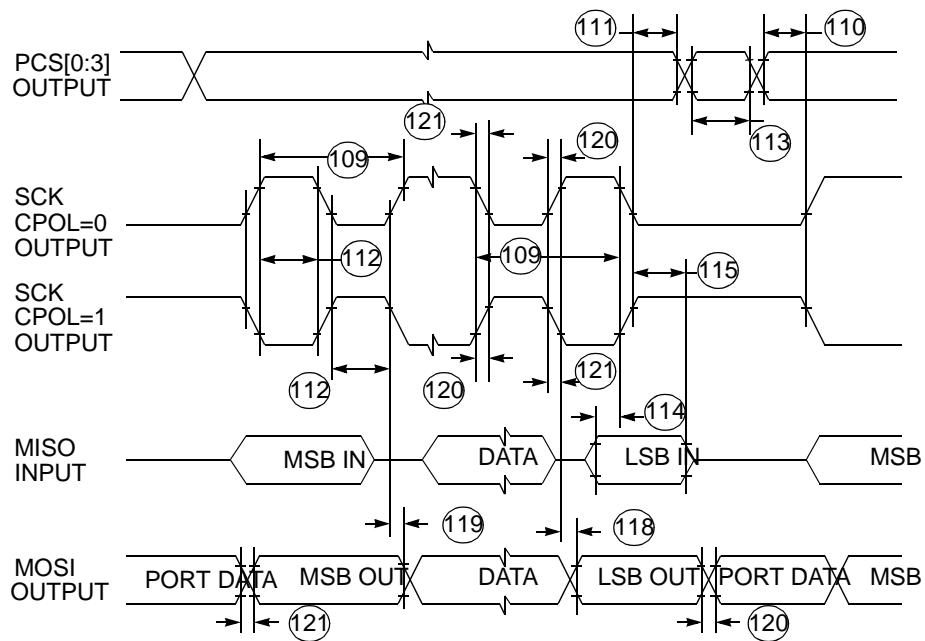 111
110
PCS[0:3]
OUTPUT
121
120
113
109
SCK
CPOL=0
OUTPUT
112
109
115
SCK
CPOL=1
OUTPUT
112
120
121
114
MISO
INPUT
MSB IN
DATA
LSB IN
MSB
119
118
MOSI
OUTPUT
PORT DATA
MSB OUT
DATA
LSB OUT
PORT DATA
MSB
121
120